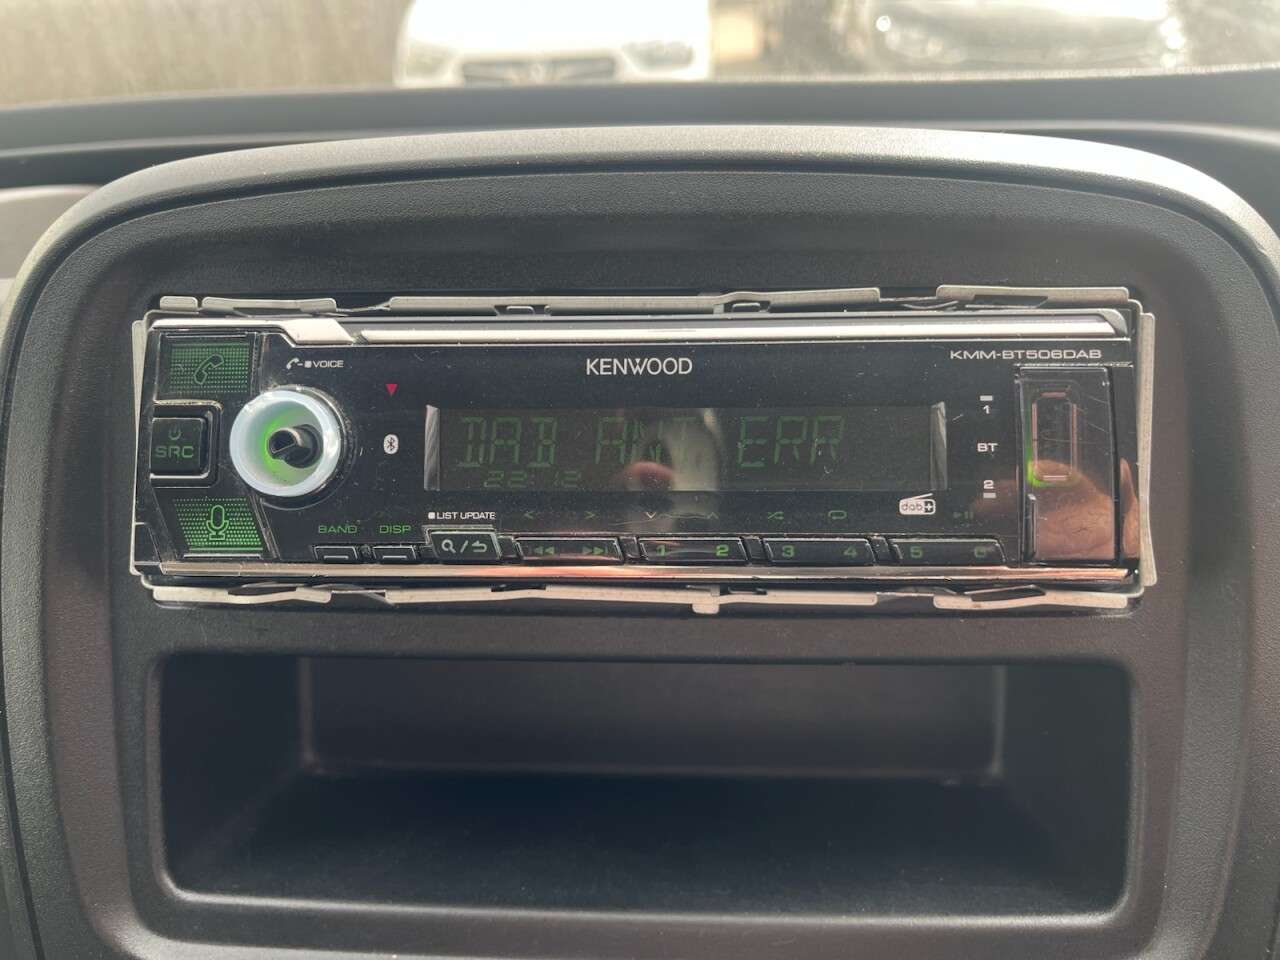 VOICE
KENWOOD
KMM-BT506DAB
SRC
DAB ANT ERR
22:12
1
BT
2
dab+
BAND
DISP
LIST UPDATE
1 2 3 4 5 6